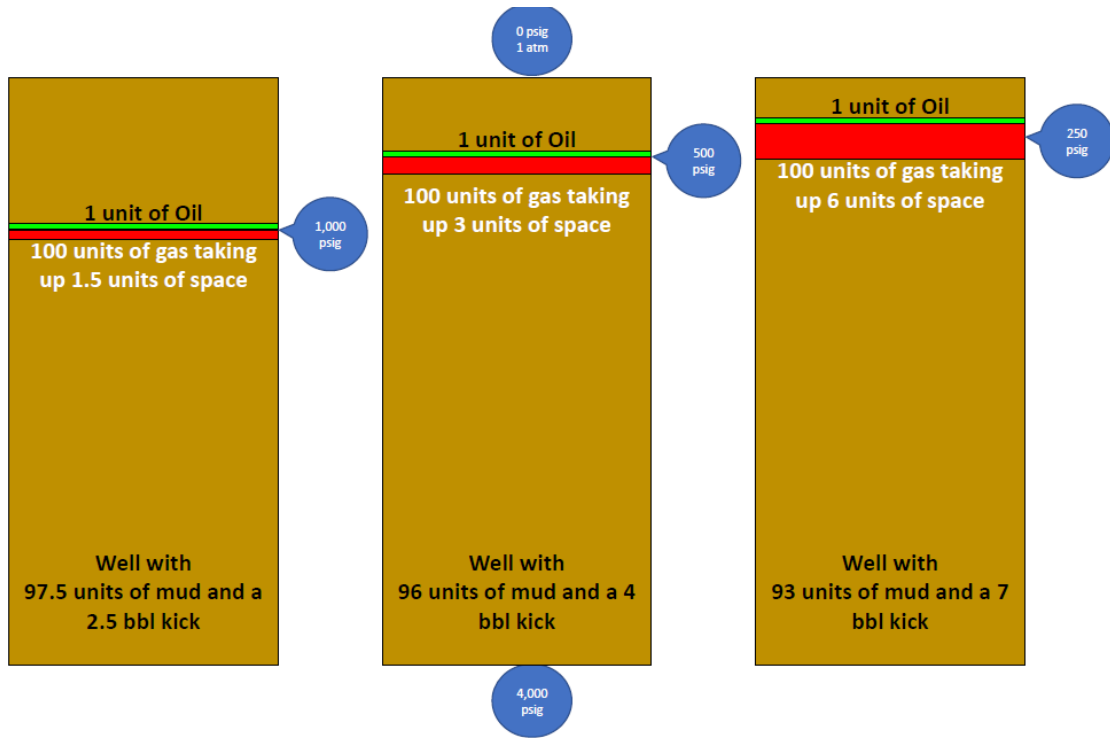 0 psig
1 atm
1 unit of Oil
1,000
psig
100 units of gas taking
up 1.5 units of space
Well with
97.5 units of mud and a
2.5 bbl kick
1 unit of Oil
500
psig
100 units of gas taking
up 3 units of space
Well with
96 units of mud and a 4
bbl kick
4,000
psig
1 unit of Oil
250
psig
100 units of gas taking
up 6 units of space
Well with
93 units of mud and a 7
bbl kick